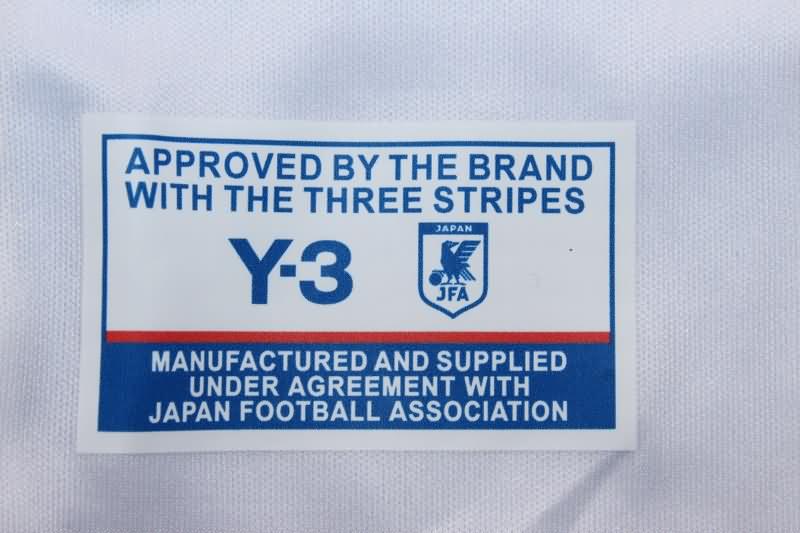 APPROVED BY THE BRAND
WITH THE THREE STRIPES
Y-3
JAPAN
JFA
MANUFACTURED AND SUPPLIED
UNDER AGREEMENT WITH
JAPAN FOOTBALL ASSOCIATION